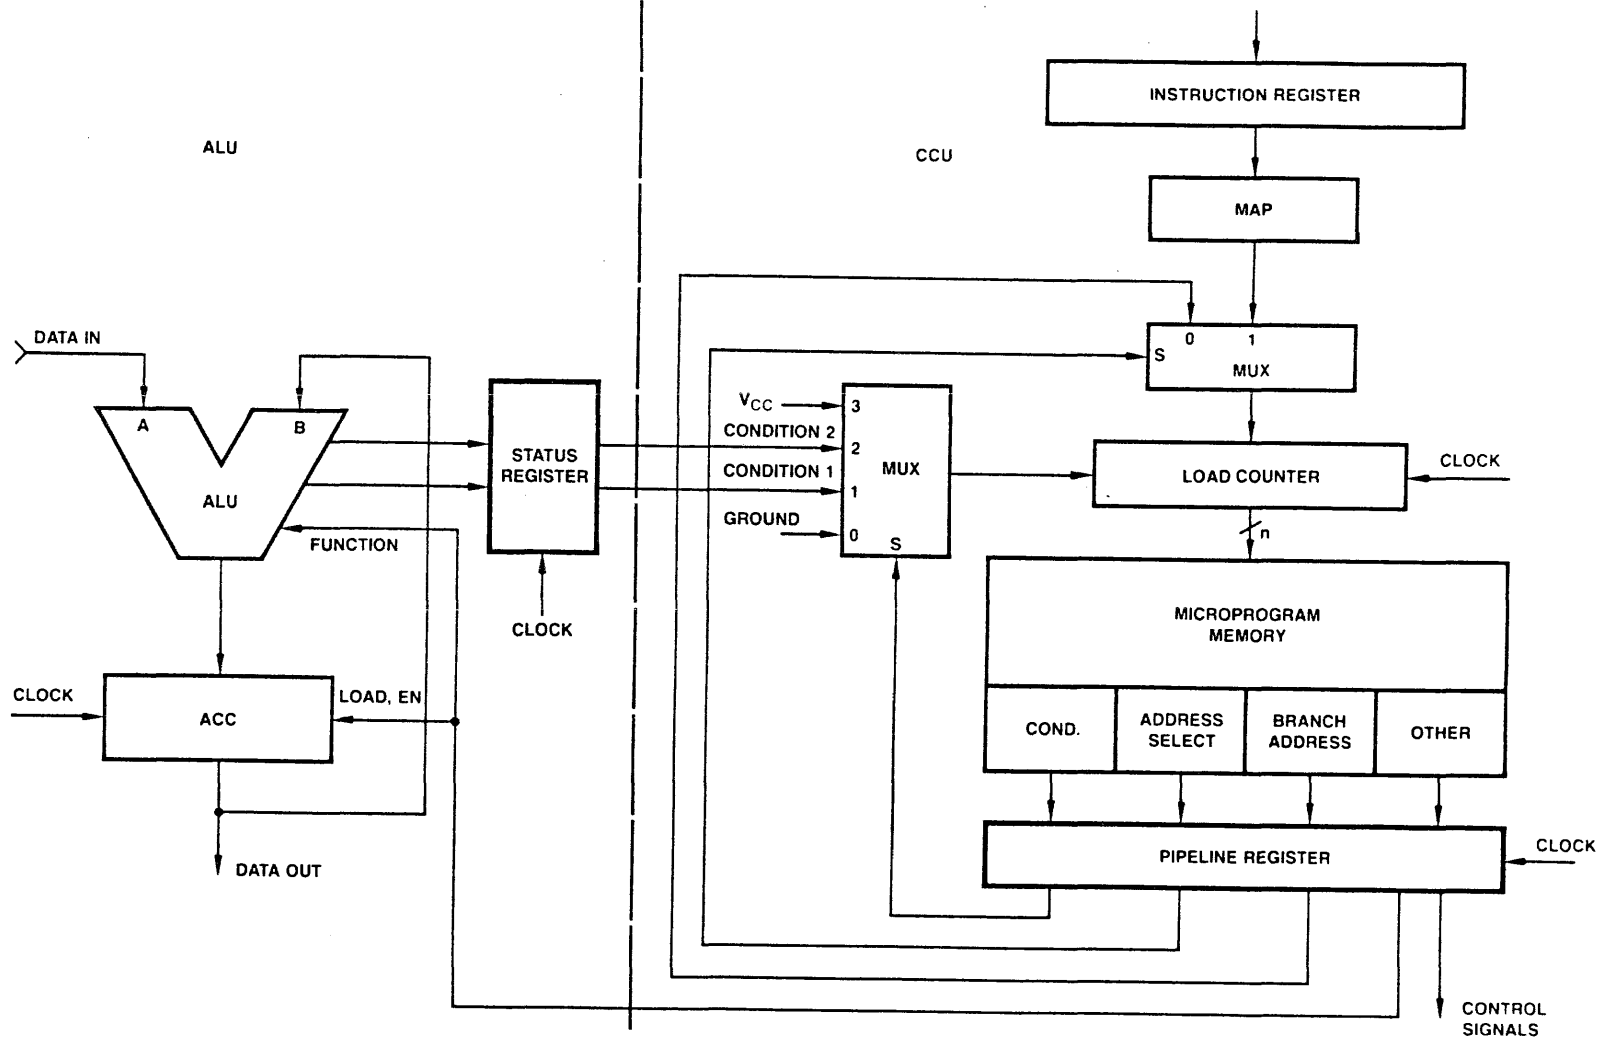 INSTRUCTION REGISTER
ALU
CCU
MAP
DATA IN
0
1
S
MUX
A
B
VCC
3
CONDITION 2
2
STATUS
REGISTER
MUX
CONDITION 1
1
LOAD COUNTER
CLOCK
ALU
GROUND
0
S
FUNCTION
n
CLOCK
MICROPROGRAM
MEMORY
CLOCK
LOAD, EN
ACC
COND.
ADDRESS
SELECT
BRANCH
ADDRESS
OTHER
PIPELINE REGISTER
CLOCK
DATA OUT
CONTROL
SIGNALS